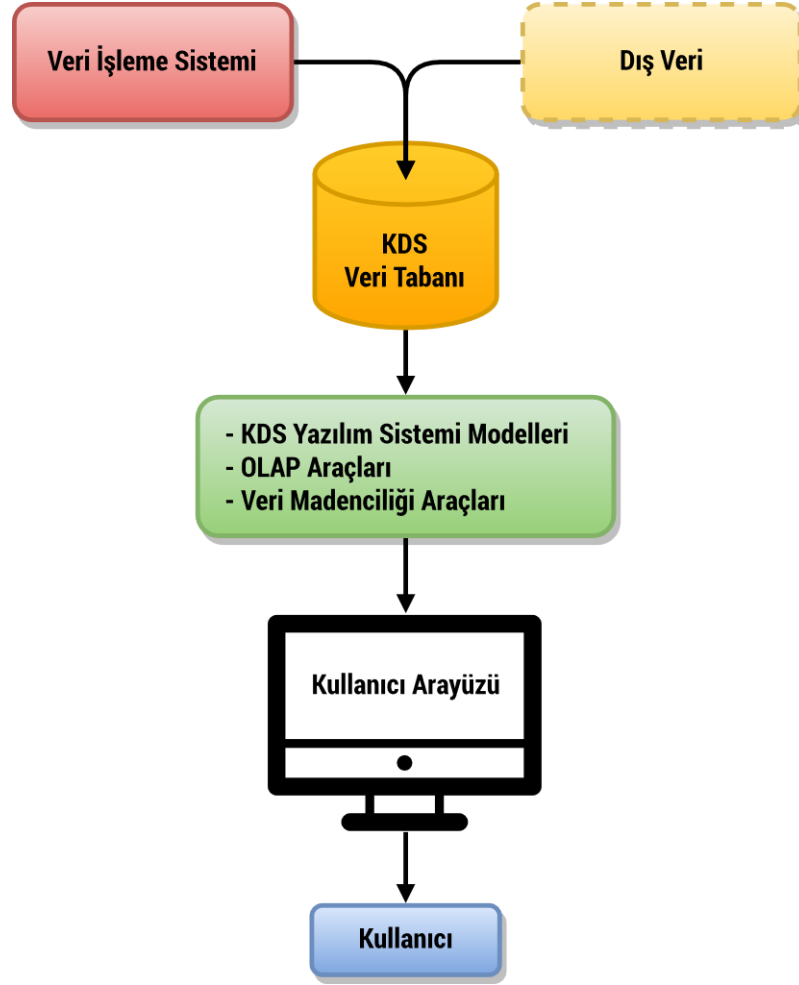 Veri İşleme Sistemi
Dış Veri
KDS
Veri Tabanı
- KDS Yazılım Sistemi Modelleri
- OLAP Araçları
- Veri Madenciliği Araçları
Kullanıcı Arayüzü
Kullanıcı